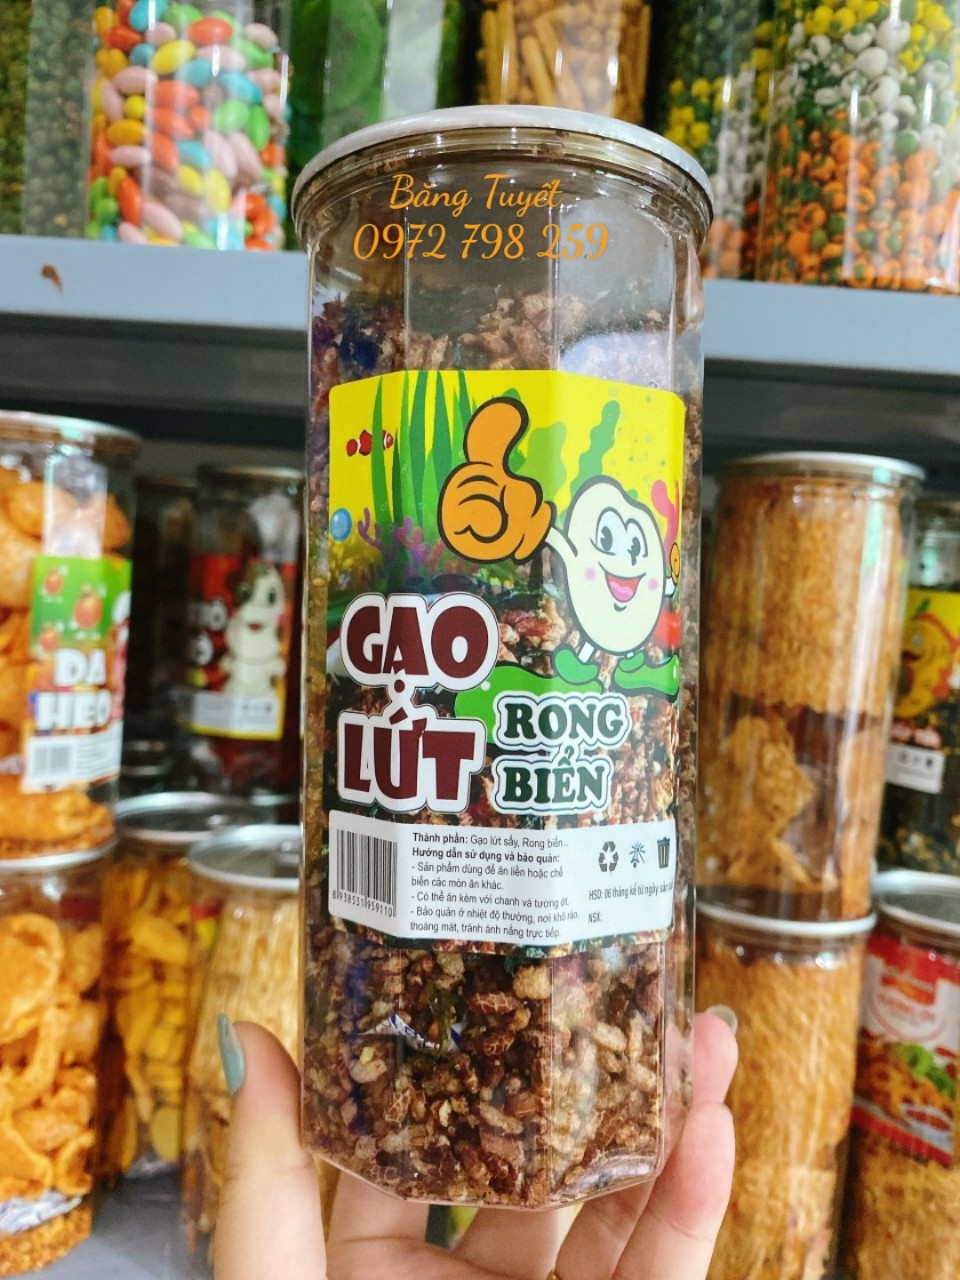 Băng Tuyết
0972 798 259
GẠO
LỨT
RONG
BIỂN
Thành phần: Gạo lứt sấy, Rong biển...
Hướng dẫn sử dụng và bảo quản:
- Sản phẩm dùng để ăn liền hoặc chế
biến các món ăn khác.
- Có thể ăn kèm với chanh và tương ớt.
- Bảo quản ở nhiệt độ thường, nơi khô ráo,
thoáng mát, tránh ánh nắng trực tiếp.
HSD: 06 tháng kể từ ngày sản
NSX:
8 938531 959110
DA
HEO